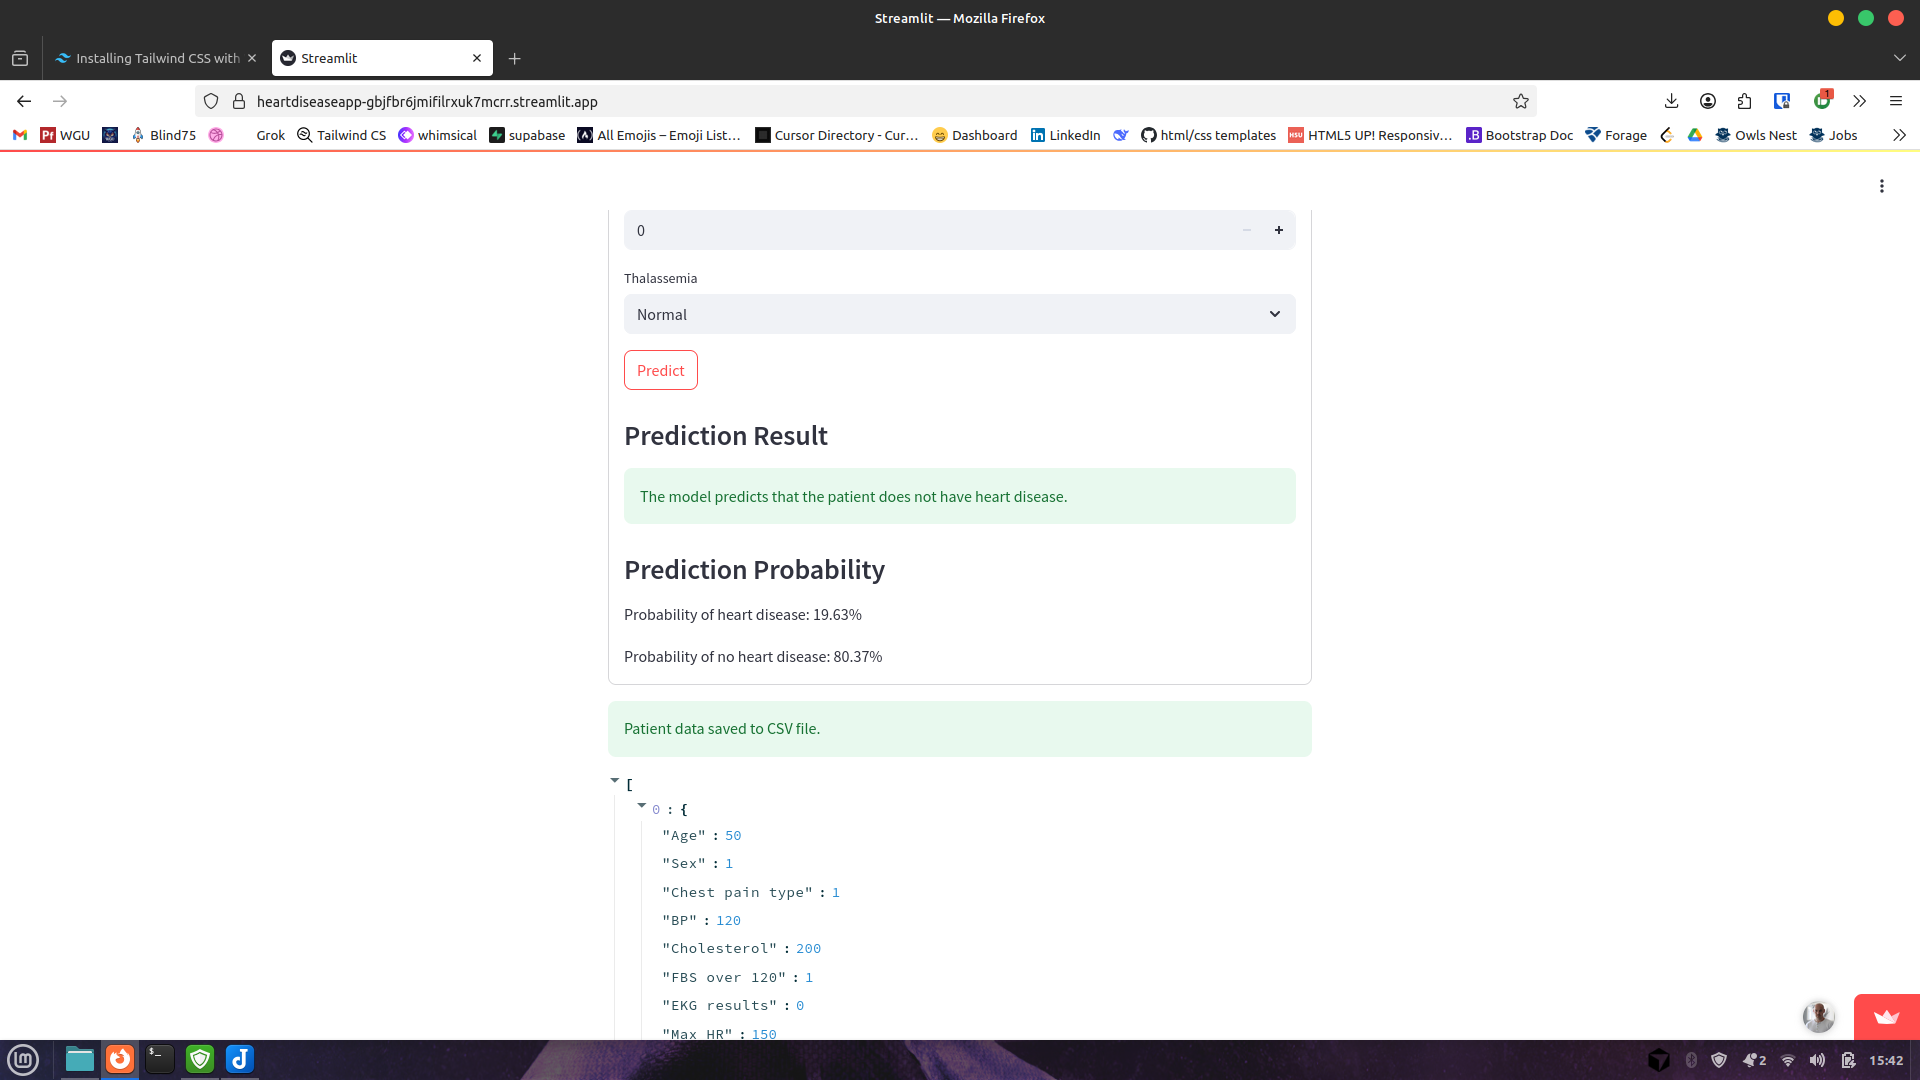 Streamlit — Mozilla Firefox
Installing Tailwind CSS with
Streamlit
heartdiseaseapp-gbjfbr6jmifilrxuk7mcrr.streamlit.app
1
Pf WGU Blind75 Grok Tailwind CS whimsical supabase All Emojis – Emoji List… Cursor Directory - Cur… Dashboard LinkedIn html/css templates HSU HTML5 UP! Responsiv… .B Bootstrap Doc Forage Owls Nest Jobs
0
Thalassemia
Normal
Predict
Prediction Result
The model predicts that the patient does not have heart disease.
Prediction Probability
Probability of heart disease: 19.63%
Probability of no heart disease: 80.37%
Patient data saved to CSV file.
[
0 : {
"Age" : 50
"Sex" : 1
"Chest pain type" : 1
"BP" : 120
"Cholesterol" : 200
"FBS over 120" : 1
"EKG results" : 0
"Max HR" : 150
2
15:42